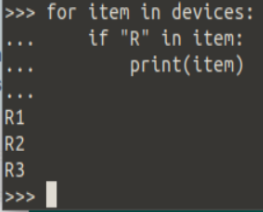 >>> for item in devices:
...     if "R" in item:
...         print(item)
...
R1
R2
R3
>>>